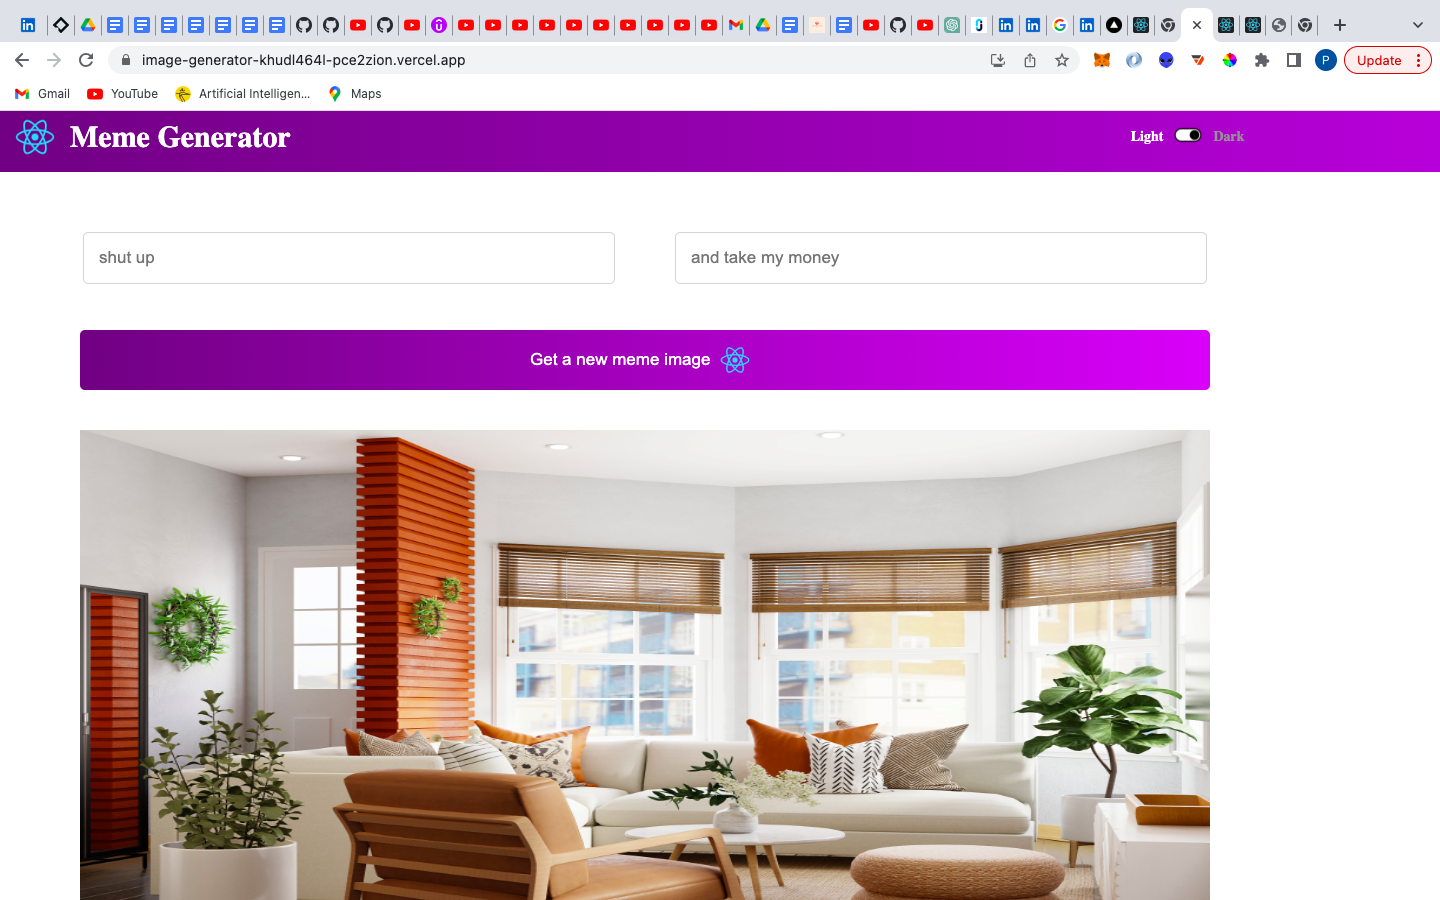 image-generator-khudl464l-pce2zion.vercel.app
P
Update
Gmail
YouTube
Artificial Intelligen...
Maps
Meme Generator
Light
Dark
shut up
and take my money
Get a new meme image